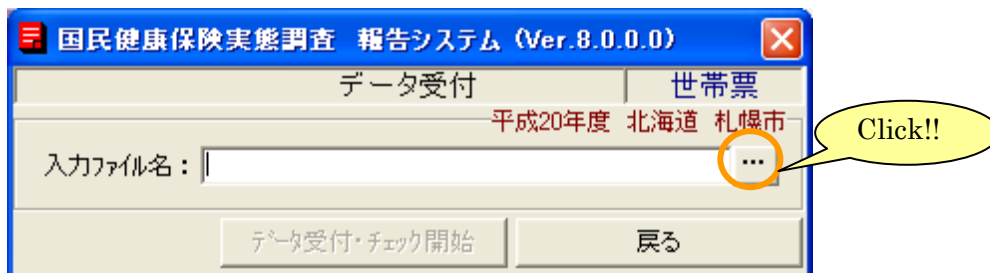 国民健康保険実態調査 報告システム (Ver.8.0.0.0)
データ受付 世帯票
平成20年度 北海道 札幌市
入力ファイル名: ...
Click!!
データ受付・チェック開始 戻る